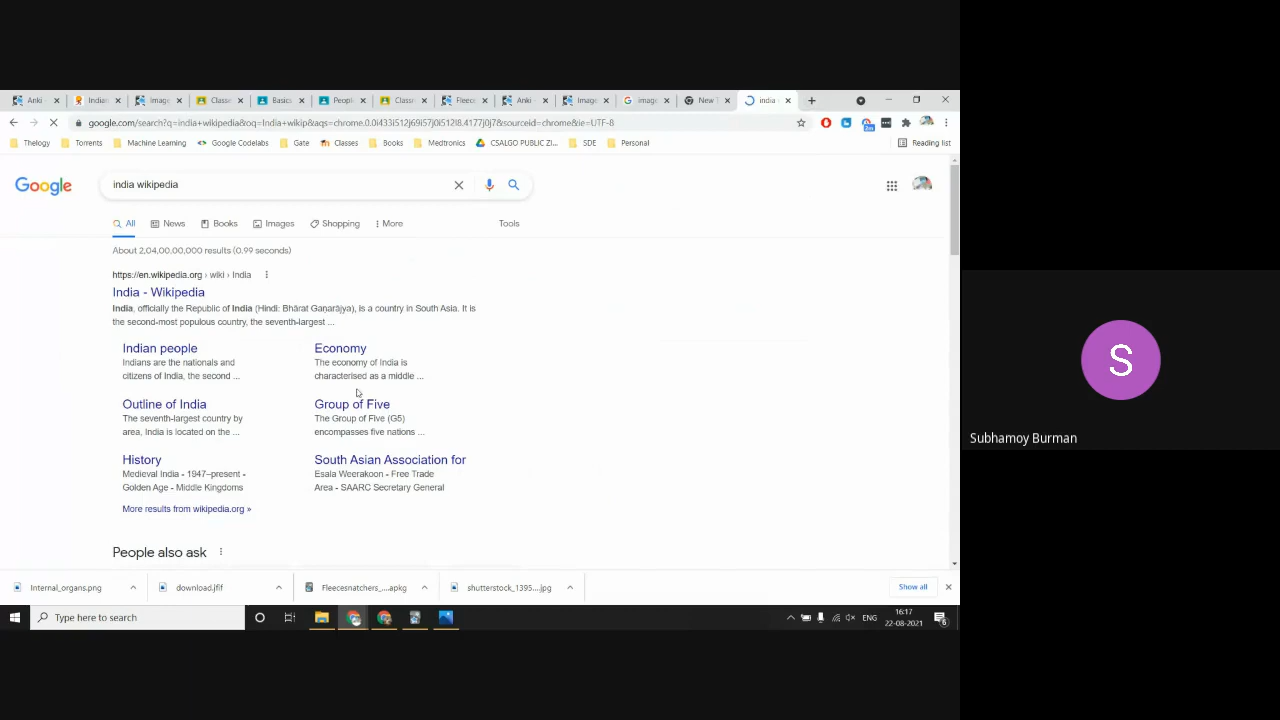 Anki
Indian
Image
Classe
Basics
People
Classr
Fleece
Anki
Image
image
New T
india
google.com/search?q=india+wikipedia&oq=India+wikip&aqs=chrome.0.0i433i512j69i57j0i512l8.4177j0j7&sourceid=chrome&ie=UTF-8
Thelogy
Torrents
Machine Learning
Google Codelabs
Gate
Classes
Books
Medtronics
CSALGO PUBLIC ZI...
SDE
Personal
Reading list
Google
india wikipedia
All
News
Books
Images
Shopping
More
Tools
About 2,04,00,00,000 results (0.99 seconds)
https://en.wikipedia.org › wiki › India
India - Wikipedia
India, officially the Republic of India (Hindi: Bhārat Gaṇarājya), is a country in South Asia. It is
the second-most populous country, the seventh-largest ...
Indian people
Indians are the nationals and
citizens of India, the second ...
Economy
The economy of India is
characterised as a middle ...
Outline of India
The seventh-largest country by
area, India is located on the ...
Group of Five
The Group of Five (G5)
encompasses five nations ...
History
Medieval India - 1947–present -
Golden Age - Middle Kingdoms
South Asian Association for
Esala Weerakoon - Free Trade
Area - SAARC Secretary General
More results from wikipedia.org »
People also ask
Internal_organs.png
download.jfif
Fleecesnatchers_....apkg
shutterstock_1395....jpg
Show all
Type here to search
ENG
16:17
22-08-2021
S
Subhamoy Burman